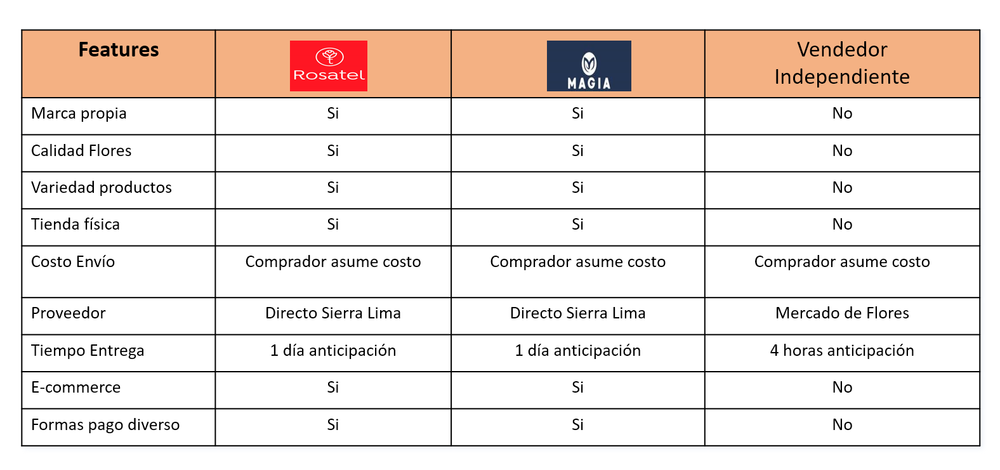 Features
Rosatel
MAGIA
Vendedor
Independiente
Marca propia Si Si No
Calidad Flores Si Si No
Variedad productos Si Si No
Tienda física Si Si No
Costo Envío Comprador asume costo Comprador asume costo Comprador asume costo
Proveedor Directo Sierra Lima Directo Sierra Lima Mercado de Flores
Tiempo Entrega 1 día anticipación 1 día anticipación 4 horas anticipación
E-commerce Si Si No
Formas pago diverso Si Si No